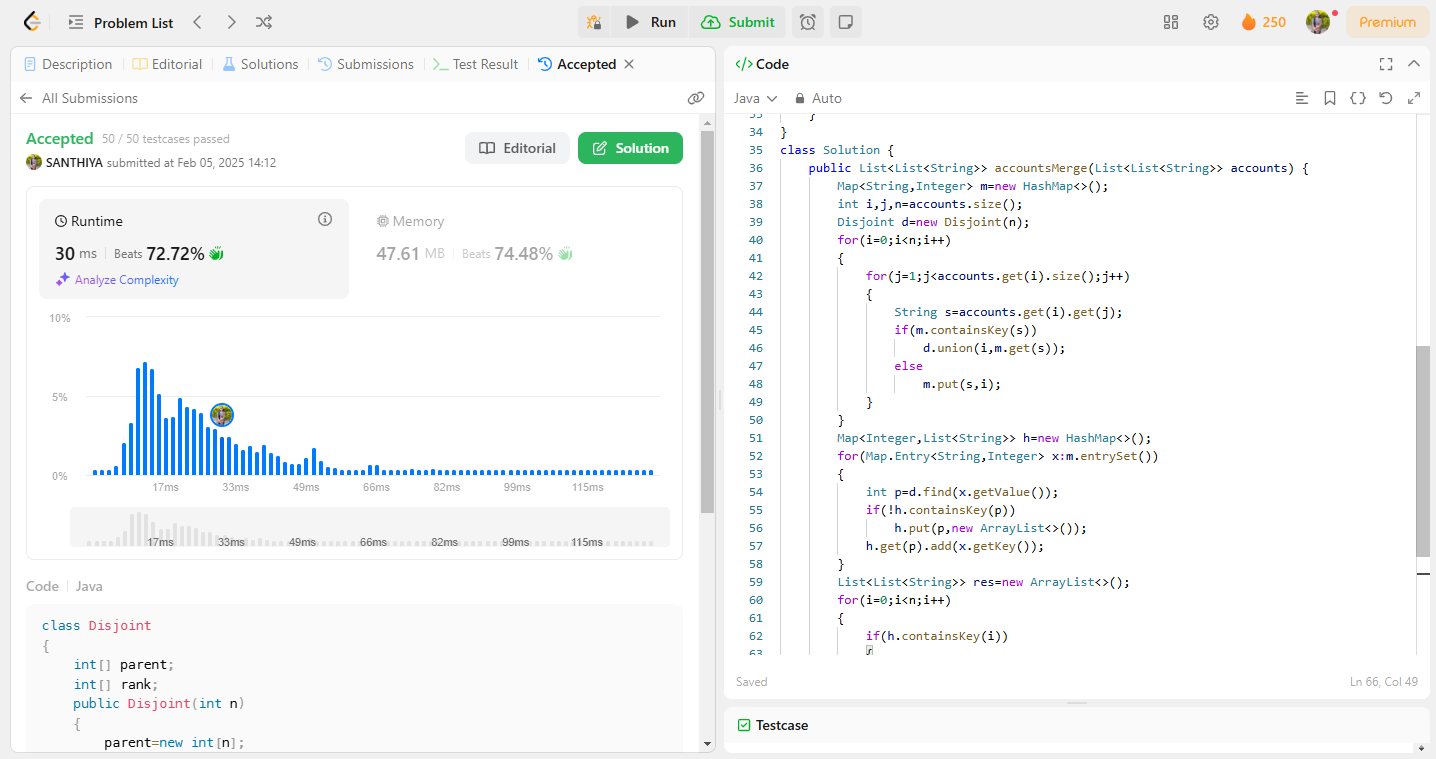 Problem List
Run
Submit
250
Premium
Description
Editorial
Solutions
Submissions
Test Result
Accepted
All Submissions
Accepted 50 / 50 testcases passed
SANTHIYA submitted at Feb 05, 2025 14:12
Editorial
Solution
Runtime
30 ms Beats 72.72%
Analyze Complexity
Memory
47.61 MB Beats 74.48%
10%
5%
0%
17ms 33ms 49ms 66ms 82ms 99ms 115ms
17ms 33ms 49ms 66ms 82ms 99ms 115ms
Code Java
class Disjoint
{
    int[] parent;
    int[] rank;
    public Disjoint(int n)
    {
        parent=new int[n];
</> Code
Java Auto
33         }
34 }
35 class Solution {
36     public List<List<String>> accountsMerge(List<List<String>> accounts) {
37         Map<String,Integer> m=new HashMap<>();
38         int i,j,n=accounts.size();
39         Disjoint d=new Disjoint(n);
40         for(i=0;i<n;i++)
41         {
42             for(j=1;j<accounts.get(i).size();j++)
43             {
44                 String s=accounts.get(i).get(j);
45                 if(m.containsKey(s))
46                     d.union(i,m.get(s));
47                 else
48                     m.put(s,i);
49             }
50         }
51         Map<Integer,List<String>> h=new HashMap<>();
52         for(Map.Entry<String,Integer> x:m.entrySet())
53         {
54             int p=d.find(x.getValue());
55             if(!h.containsKey(p))
56                 h.put(p,new ArrayList<>());
57             h.get(p).add(x.getKey());
58         }
59         List<List<String>> res=new ArrayList<>();
60         for(i=0;i<n;i++)
61         {
62             if(h.containsKey(i))
63             {
Saved
Ln 66, Col 49
Testcase